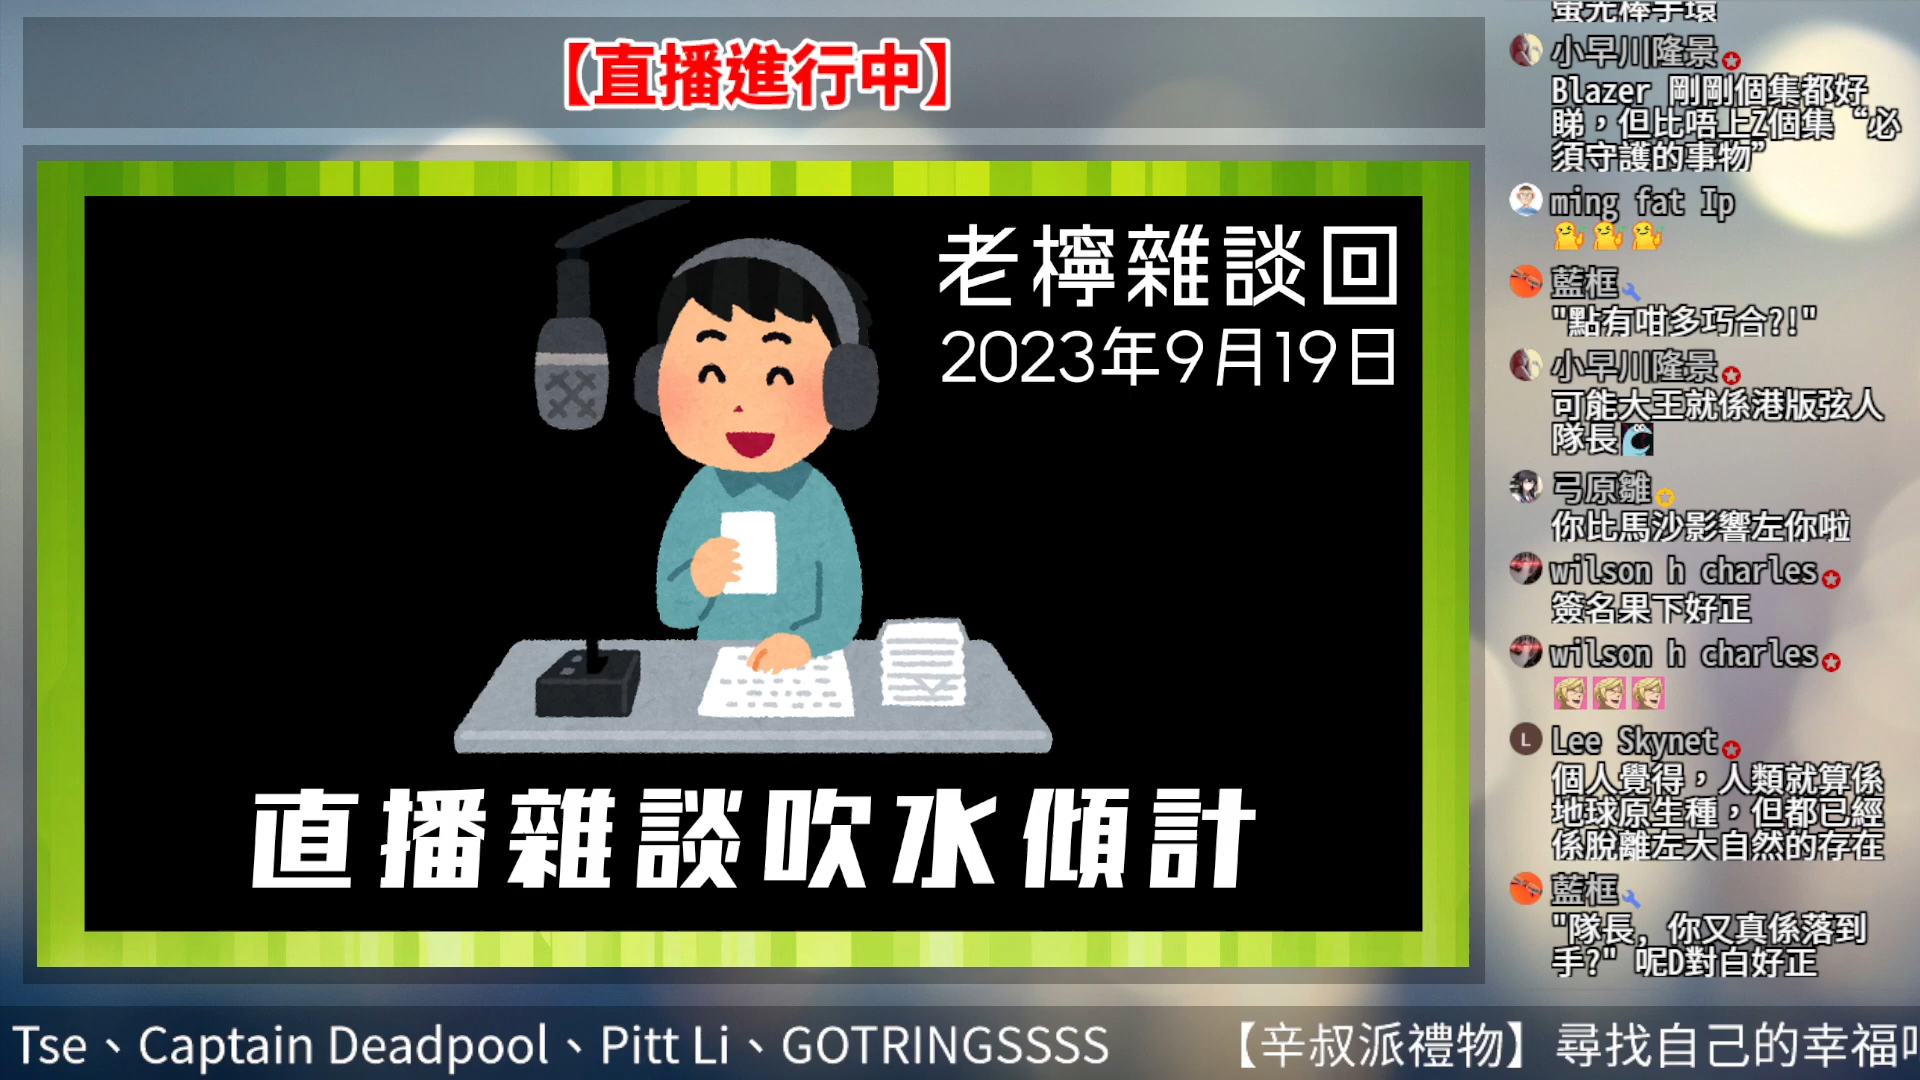 【直播進行中】
老檸雜談回
2023年9月19日
直播雜談吹水傾計
螢光棒手環
小早川隆景
Blazer 剛剛個集都好
睇，但比唔上Z個集“必
須守護的事物”
ming fat Ip
藍框
"點有咁多巧合?!"
小早川隆景
可能大王就係港版弦人
隊長
弓原雛
你比馬沙影響左你啦
wilson h charles
簽名果下好正
wilson h charles
L
Lee Skynet
個人覺得，人類就算係
地球原生種，但都已經
係脫離左大自然的存在
藍框
"隊長, 你又真係落到
手?" 呢D對白好正
Tse、Captain Deadpool、Pitt Li、GOTRINGSSSS
【辛叔派禮物】 尋找自己的幸福